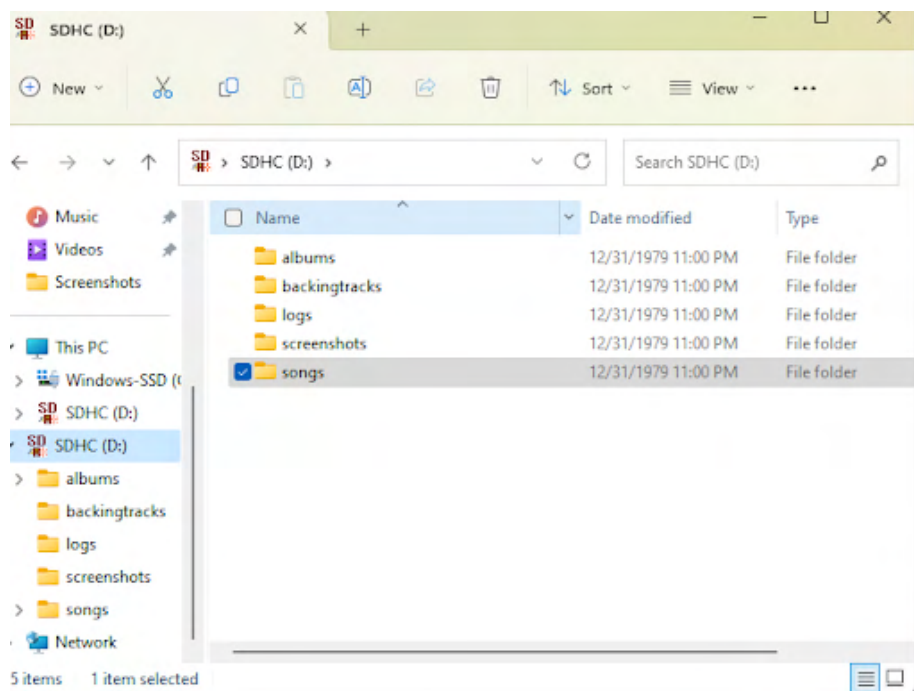 SD SDHC (D:)
New
Sort
View
SD SDHC (D:)
Search SDHC (D:)
Music
Videos
Screenshots
This PC
Windows-SSD (
SD SDHC (D:)
SD SDHC (D:)
albums
backingtracks
logs
screenshots
songs
Network
Name Date modified Type
albums 12/31/1979 11:00 PM File folder
backingtracks 12/31/1979 11:00 PM File folder
logs 12/31/1979 11:00 PM File folder
screenshots 12/31/1979 11:00 PM File folder
songs 12/31/1979 11:00 PM File folder
5 items 1 item selected